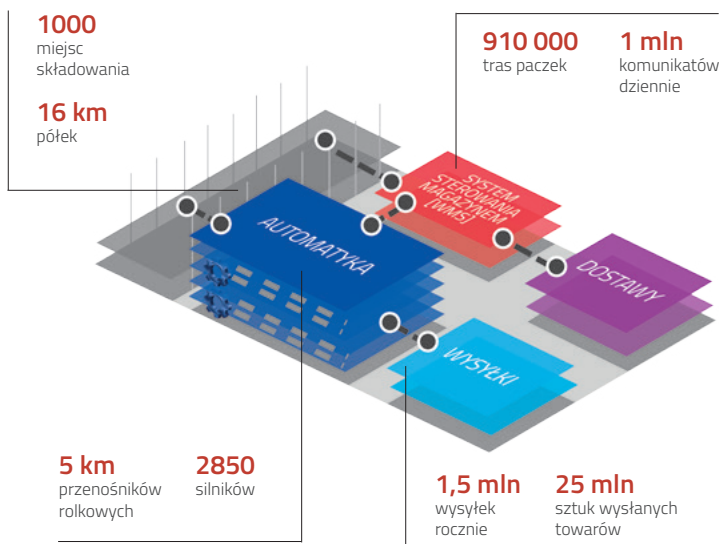 1000
miejsc
składowania
16 km
półek
910 000
tras paczek
1 mln
komunikatów
dziennie
SYSTEM
STEROWANIA
MAGAZYNEM
[WMS]
AUTOMATYKA
DOSTAWY
WYSYŁKI
5 km
przenośników
rolkowych
2850
silników
1,5 mln
wysyłek
rocznie
25 mln
sztuk wysłanych
towarów